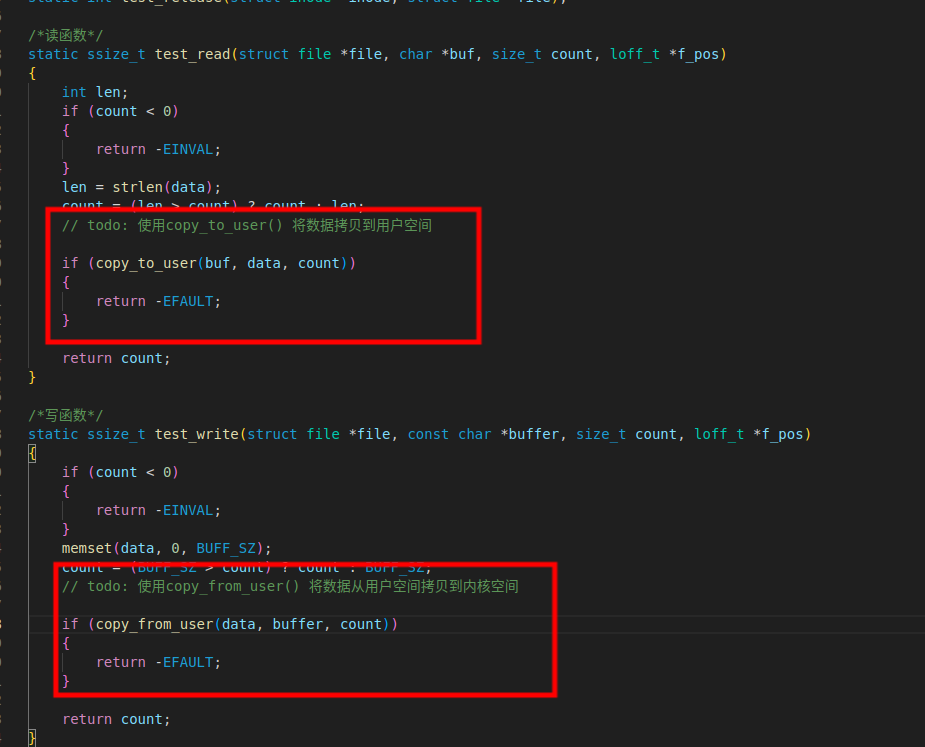 static int test_release(struct inode *inode, struct file *file);
/*读函数*/
static ssize_t test_read(struct file *file, char *buf, size_t count, loff_t *f_pos)
{
int len;
if (count < 0)
{
return -EINVAL;
}
len = strlen(data);
count = (len > count) ? count : len;
// todo: 使用copy_to_user() 将数据拷贝到用户空间
if (copy_to_user(buf, data, count))
{
return -EFAULT;
}
return count;
}
/*写函数*/
static ssize_t test_write(struct file *file, const char *buffer, size_t count, loff_t *f_pos)
{
if (count < 0)
{
return -EINVAL;
}
memset(data, 0, BUFF_SZ);
count = (BUFF_SZ > count) ? count : BUFF_SZ;
// todo: 使用copy_from_user() 将数据从用户空间拷贝到内核空间
if (copy_from_user(data, buffer, count))
{
return -EFAULT;
}
return count;
}